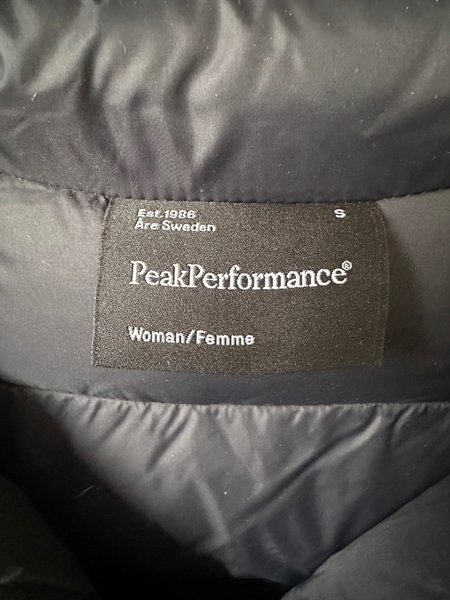 Est.1986 S
Åre Sweden
PeakPerformance®
Woman/Femme